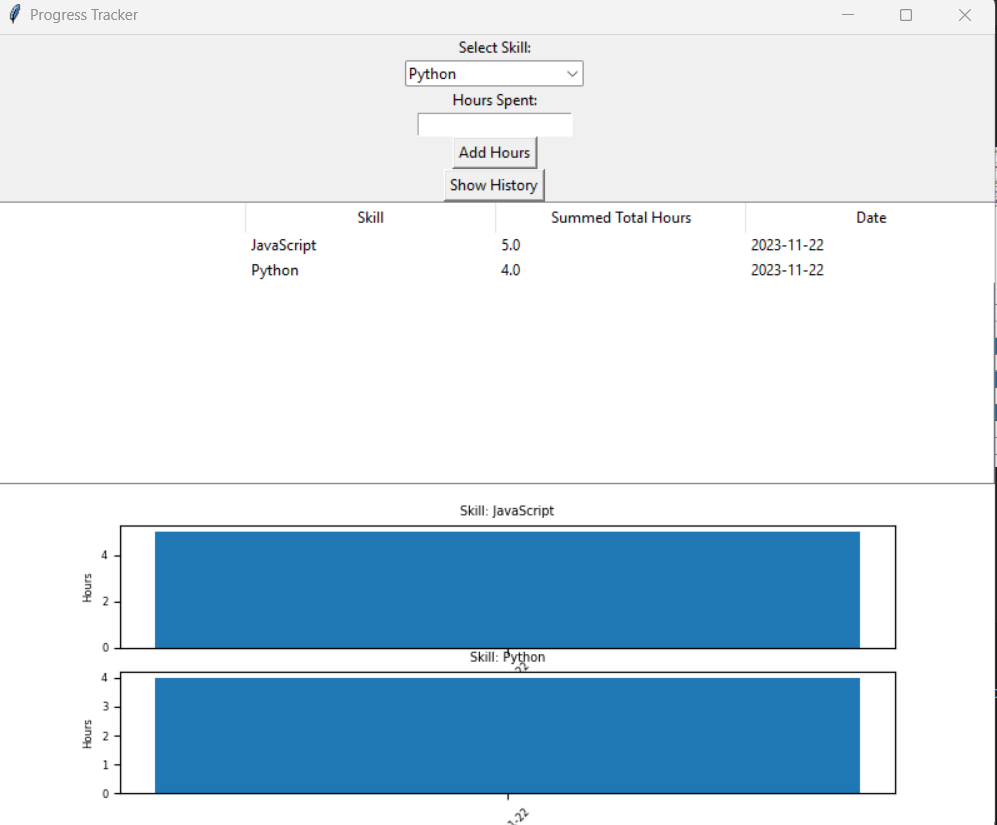 Progress Tracker
Select Skill:
Python
Hours Spent:
Add Hours
Show History
Skill Summed Total Hours Date
JavaScript 5.0 2023-11-22
Python 4.0 2023-11-22
Skill: JavaScript
4
Hours
2
0
Skill: Python
22
4
3
Hours
2
1
0
-22